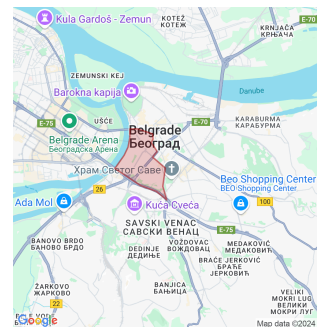 Kula Gardoš - Zemun
КОТЕЖ
КОТЕЖ
KRNJAČA
КРЊАЧА
ZEMUNSKI KEJ
E-70
Barokna kapija
Danube
E-75
UŠĆE
УШЋЕ
Belgrade
Београд
KARABURMA
КАРАБУРМА
Belgrade Arena
Београдска Арена
Храм Светог Саве
Beo Shopping Center
BEO Shopping Center
26
100
Ada Mol
Kuća Cveća
SAVSKI VENAC
САВСКИ ВЕНАЦ
BANOVO BRDO
БАНОВО БРДО
DEDINJE
ДЕДИЊЕ
VOŽDOVAC
ВОЖДОВАЦ
MEDAKOVIĆ
МЕДАКОВИЋ
BRAĆE JERKOVIĆ
БРАЋЕ
ЈЕРКОВИЋ
ŽARKOVO
ЖАРКОВО
BANJICA
БАЊИЦА
E-75
22
VELIKI
MOKRI LUG
ВЕЛИКИ
МОКРИ ЛУГ
Google
Map data ©2024